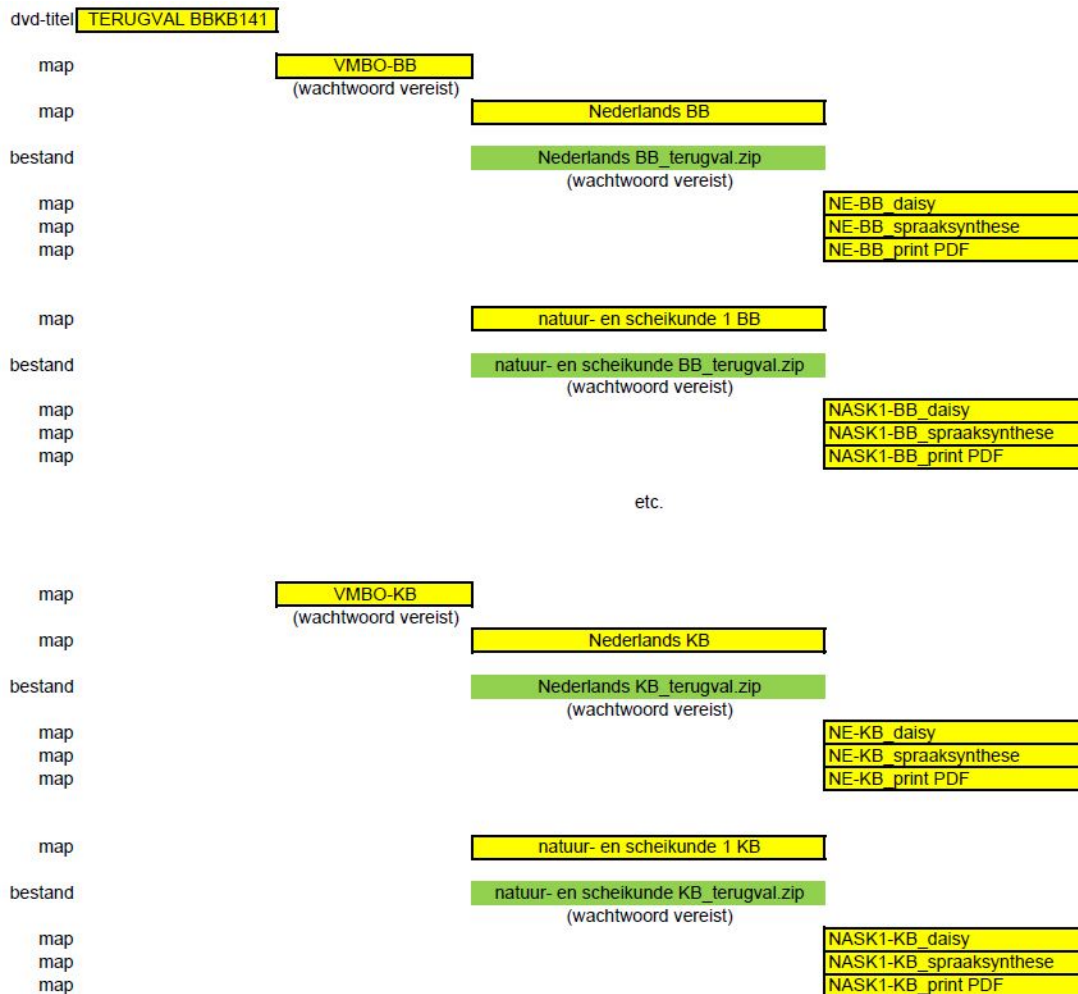 dvd-titel TERUGVAL BBKB141
map VMBO-BB
(wachtwoord vereist)
map Nederlands BB
bestand Nederlands BB_terugval.zip
(wachtwoord vereist)
map NE-BB_daisy
map NE-BB_spraaksynthese
map NE-BB_print PDF
map natuur- en scheikunde 1 BB
bestand natuur- en scheikunde BB_terugval.zip
(wachtwoord vereist)
map NASK1-BB_daisy
map NASK1-BB_spraaksynthese
map NASK1-BB_print PDF
etc.
map VMBO-KB
(wachtwoord vereist)
map Nederlands KB
bestand Nederlands KB_terugval.zip
(wachtwoord vereist)
map NE-KB_daisy
map NE-KB_spraaksynthese
map NE-KB_print PDF
map natuur- en scheikunde 1 KB
bestand natuur- en scheikunde KB_terugval.zip
(wachtwoord vereist)
map NASK1-KB_daisy
map NASK1-KB_spraaksynthese
map NASK1-KB_print PDF